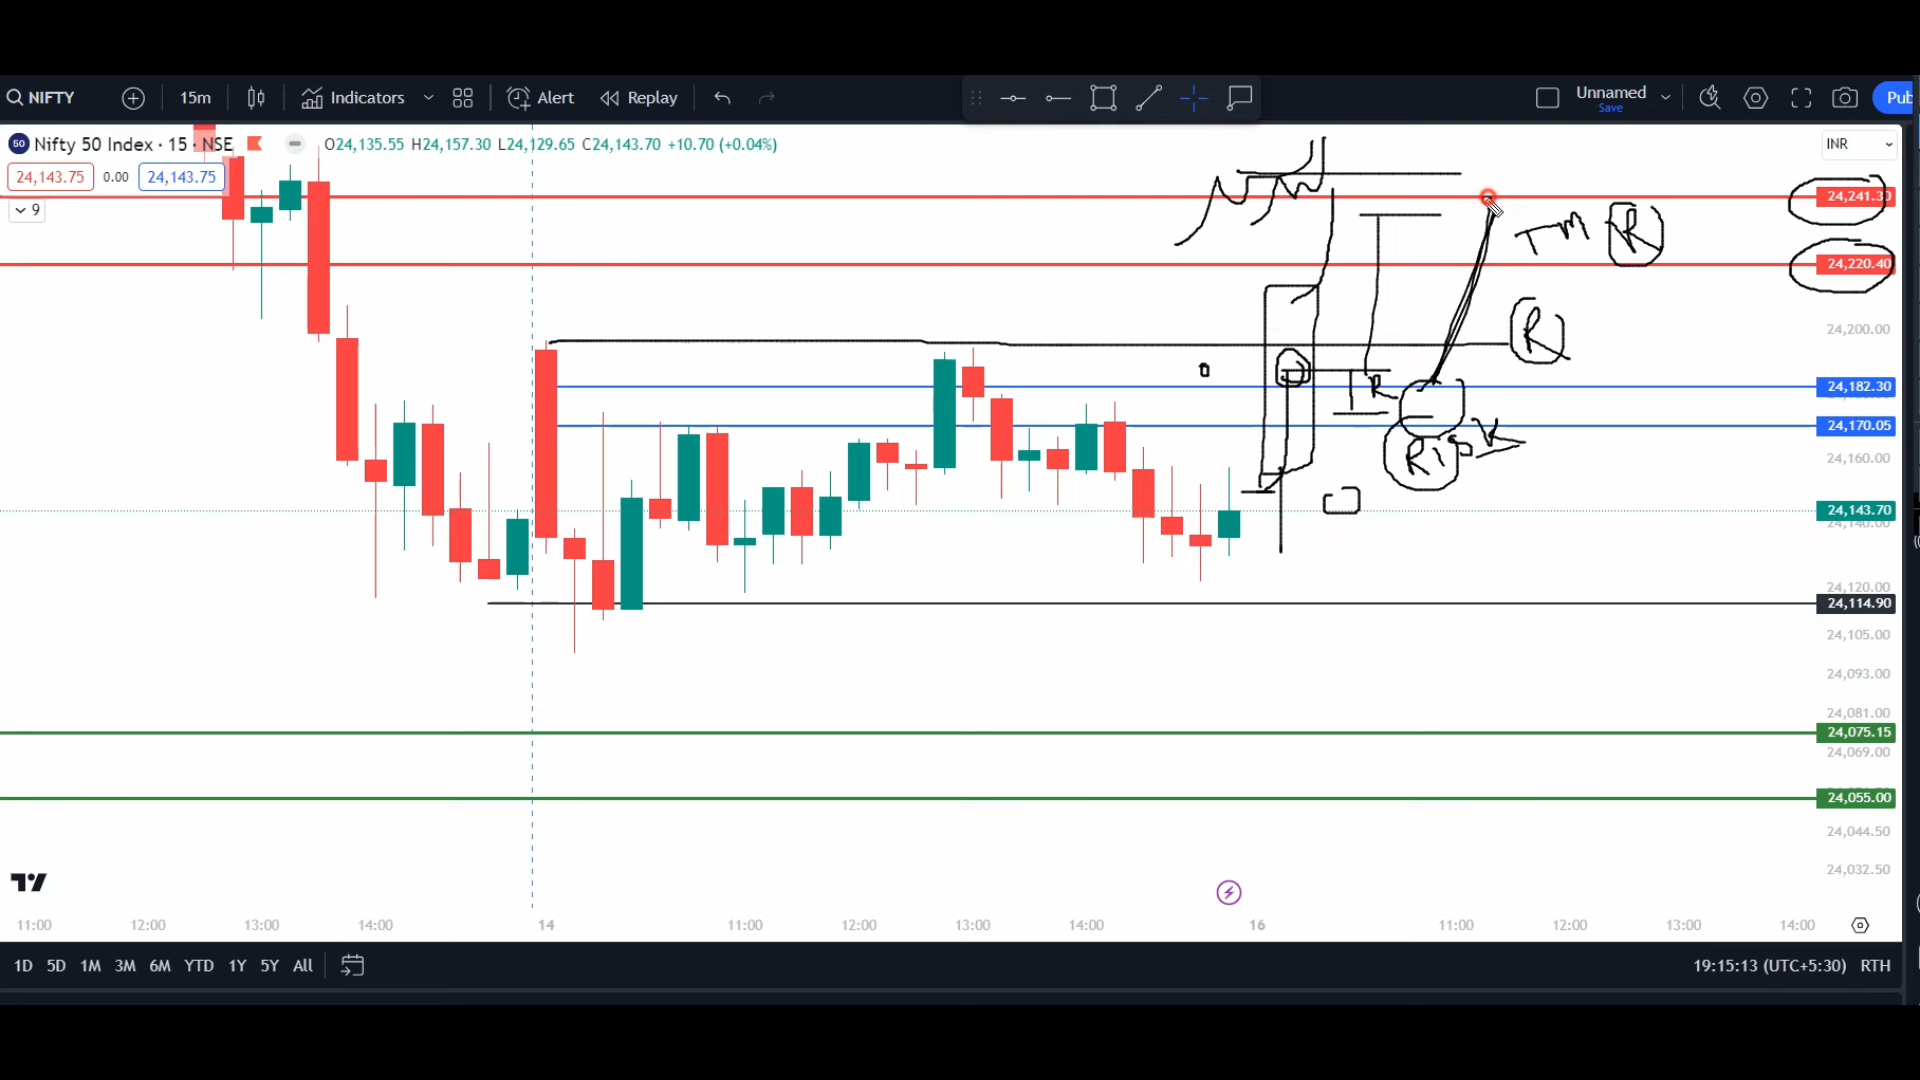 NIFTY 15m Indicators Alert Replay Unnamed Save Pub
50 Nifty 50 Index · 15 · NSE O24,135.55 H24,157.30 L24,129.65 C24,143.70 +10.70 (+0.04%) INR
24,143.75 0.00 24,143.75
9
24,241.30
TM R
24,220.40
24,200.00
R
24,182.30
R
24,170.05
Risk
24,160.00
24,143.70
24,140.00
24,120.00
24,114.90
24,105.00
24,093.00
24,081.00
24,075.15
24,069.00
24,055.00
24,044.50
24,032.50
11:00 12:00 13:00 14:00 14 11:00 12:00 13:00 14:00 16 11:00 12:00 13:00 14:00
1D 5D 1M 3M 6M YTD 1Y 5Y All 19:15:13 (UTC+5:30) RTH